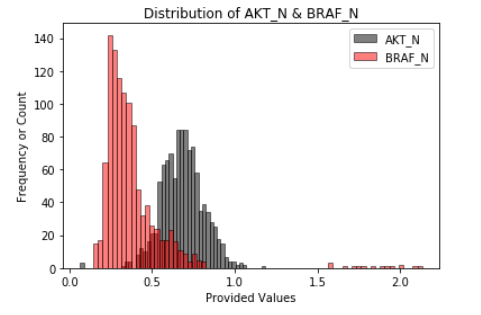 Distribution of AKT_N & BRAF_N
AKT_N
BRAF_N
Frequency or Count
140
120
100
80
60
40
20
0
0.0 0.5 1.0 1.5 2.0
Provided Values